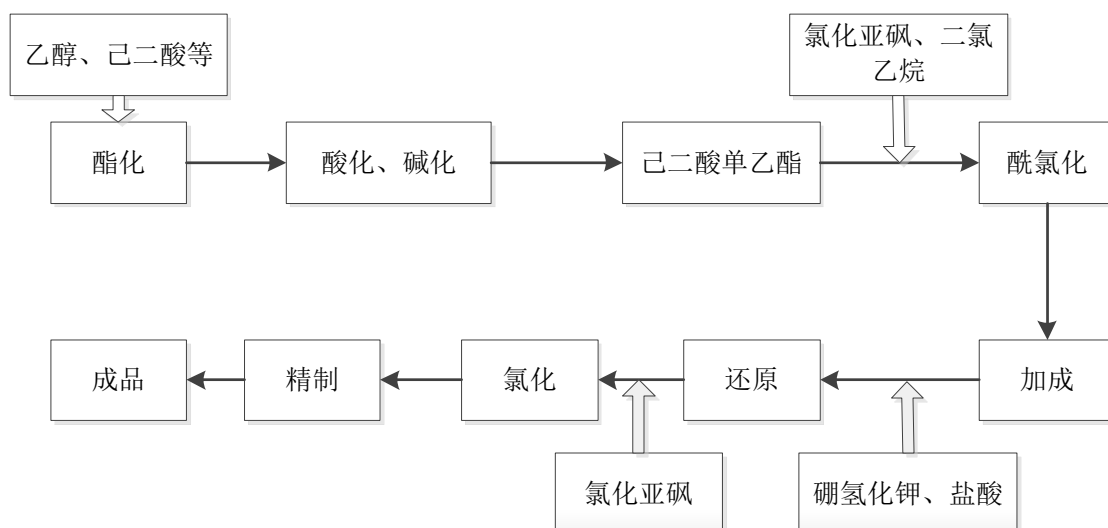 乙醇、己二酸等
氯化亚砜、二氯
乙烷
酯化
酸化、碱化
己二酸单乙酯
酰氯化
成品
精制
氯化
还原
加成
氯化亚砜
硼氢化钾、盐酸